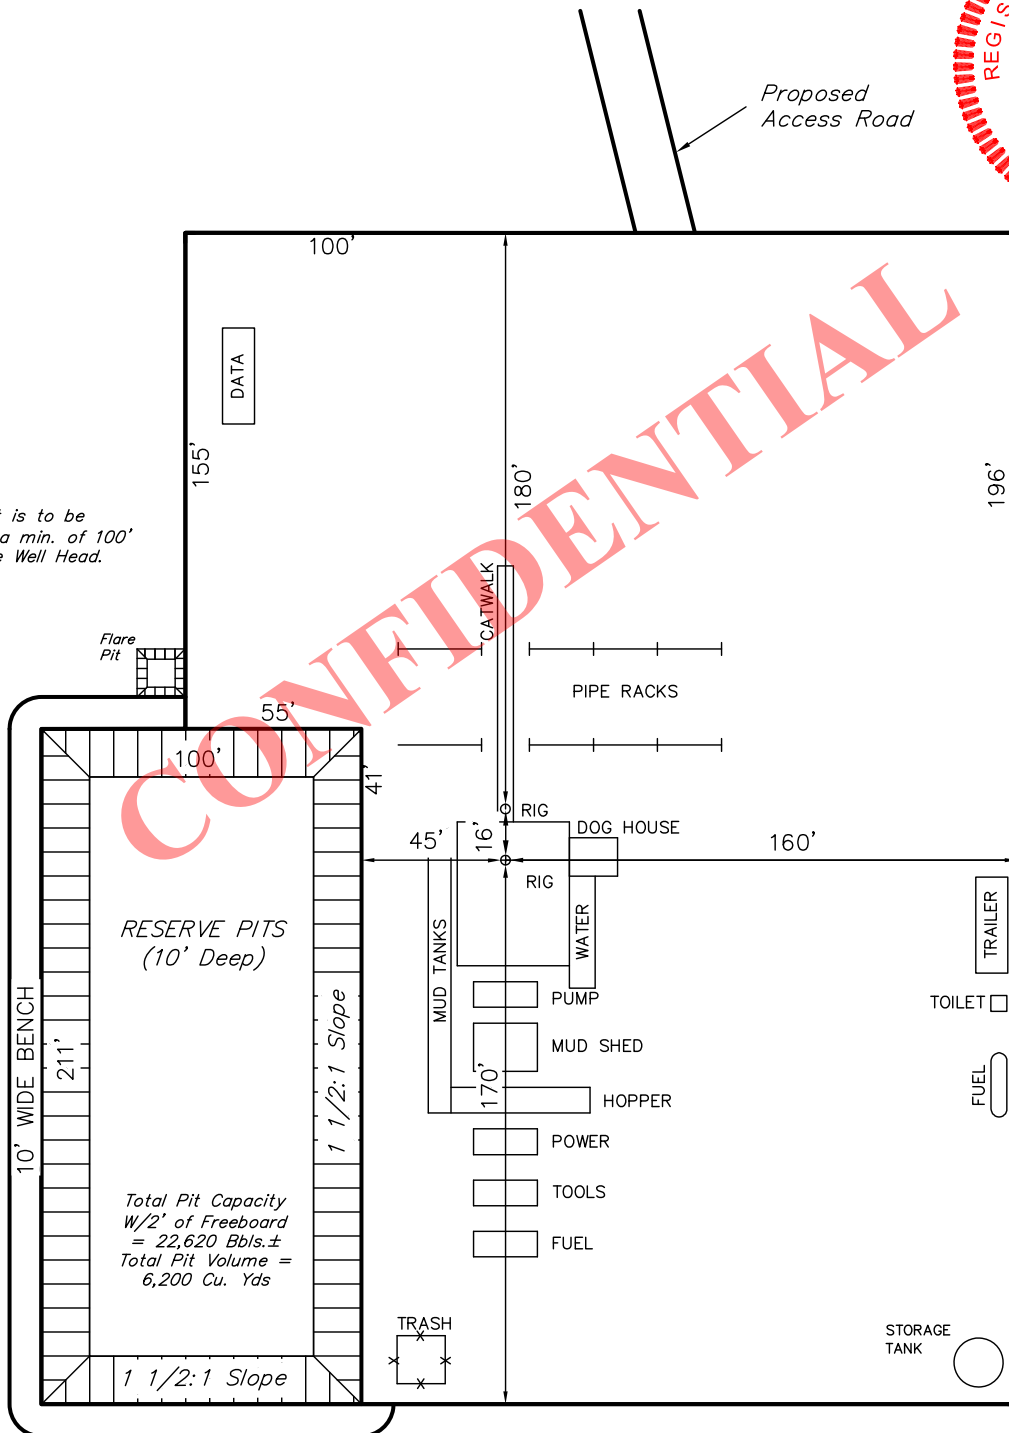 REGIS
Proposed
Access Road
100'
DATA
155'
180'
196'
is to be
a min. of 100'
Well Head.
CATWALK
Flare
Pit
PIPE RACKS
55'
100'
41'
RIG
DOG HOUSE
45'
16'
160'
RIG
RESERVE PITS
(10' Deep)
MUD TANKS
WATER
TRAILER
PUMP
TOILET
10' WIDE BENCH
211'
1 1/2:1 Slope
MUD SHED
170'
FUEL
HOPPER
POWER
TOOLS
Total Pit Capacity
W/2' of Freeboard
= 22,620 Bbls.±
Total Pit Volume =
6,200 Cu. Yds
FUEL
TRASH
STORAGE
TANK
1 1/2:1 Slope
CONFIDENTIAL